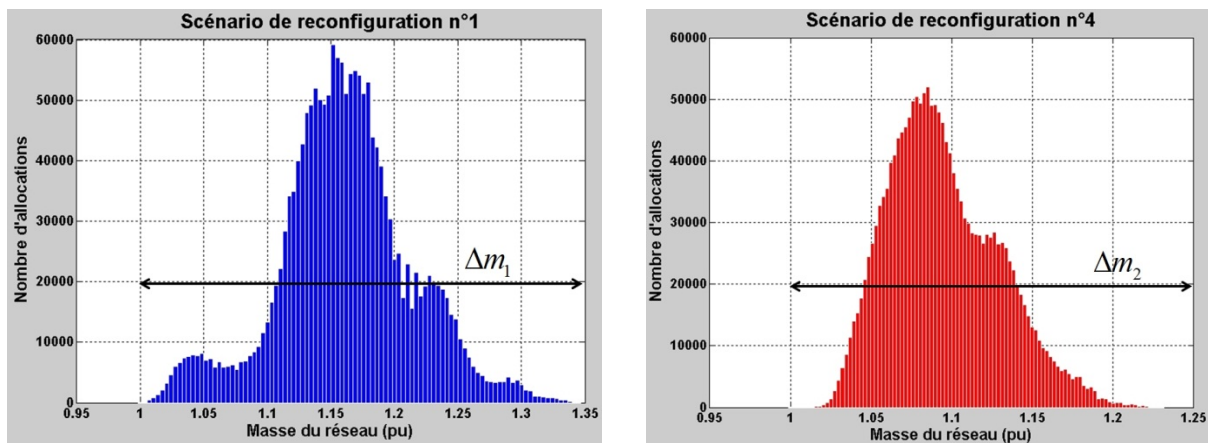 Scénario de reconfiguration n°1
60000
50000
40000
30000
20000
10000
0
Nombre d'allocations
Δm₁
0.95 1 1.05 1.1 1.15 1.2 1.25 1.3 1.35
Masse du réseau (pu)
Scénario de reconfiguration n°4
60000
50000
40000
30000
20000
10000
0
Nombre d'allocations
Δm₂
0.95 1 1.05 1.1 1.15 1.2 1.25
Masse du réseau (pu)